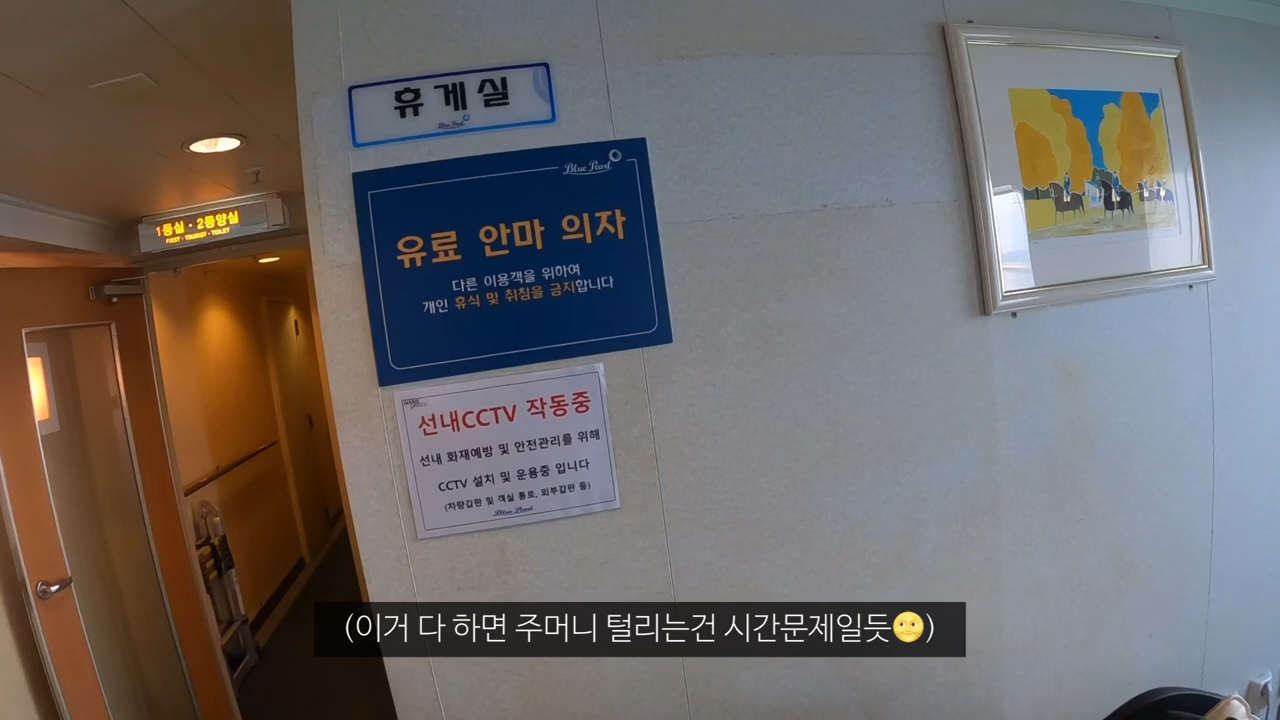 휴게실
Blue Pearl
Blue Pearl
유료 안마 의자
다른 이용객을 위하여
개인 휴식 및 취침을 금지합니다
1등실 · 2등양실
FIRST · TOURIST · TOILET
선내CCTV 작동중
선내 화재예방 및 안전관리를 위해
CCTV 설치 및 운용중 입니다
(차량갑판 및 객실 통로, 외부갑판 등)
Blue Pearl
(이거 다 하면 주머니 털리는건 시간문제일듯🌝)